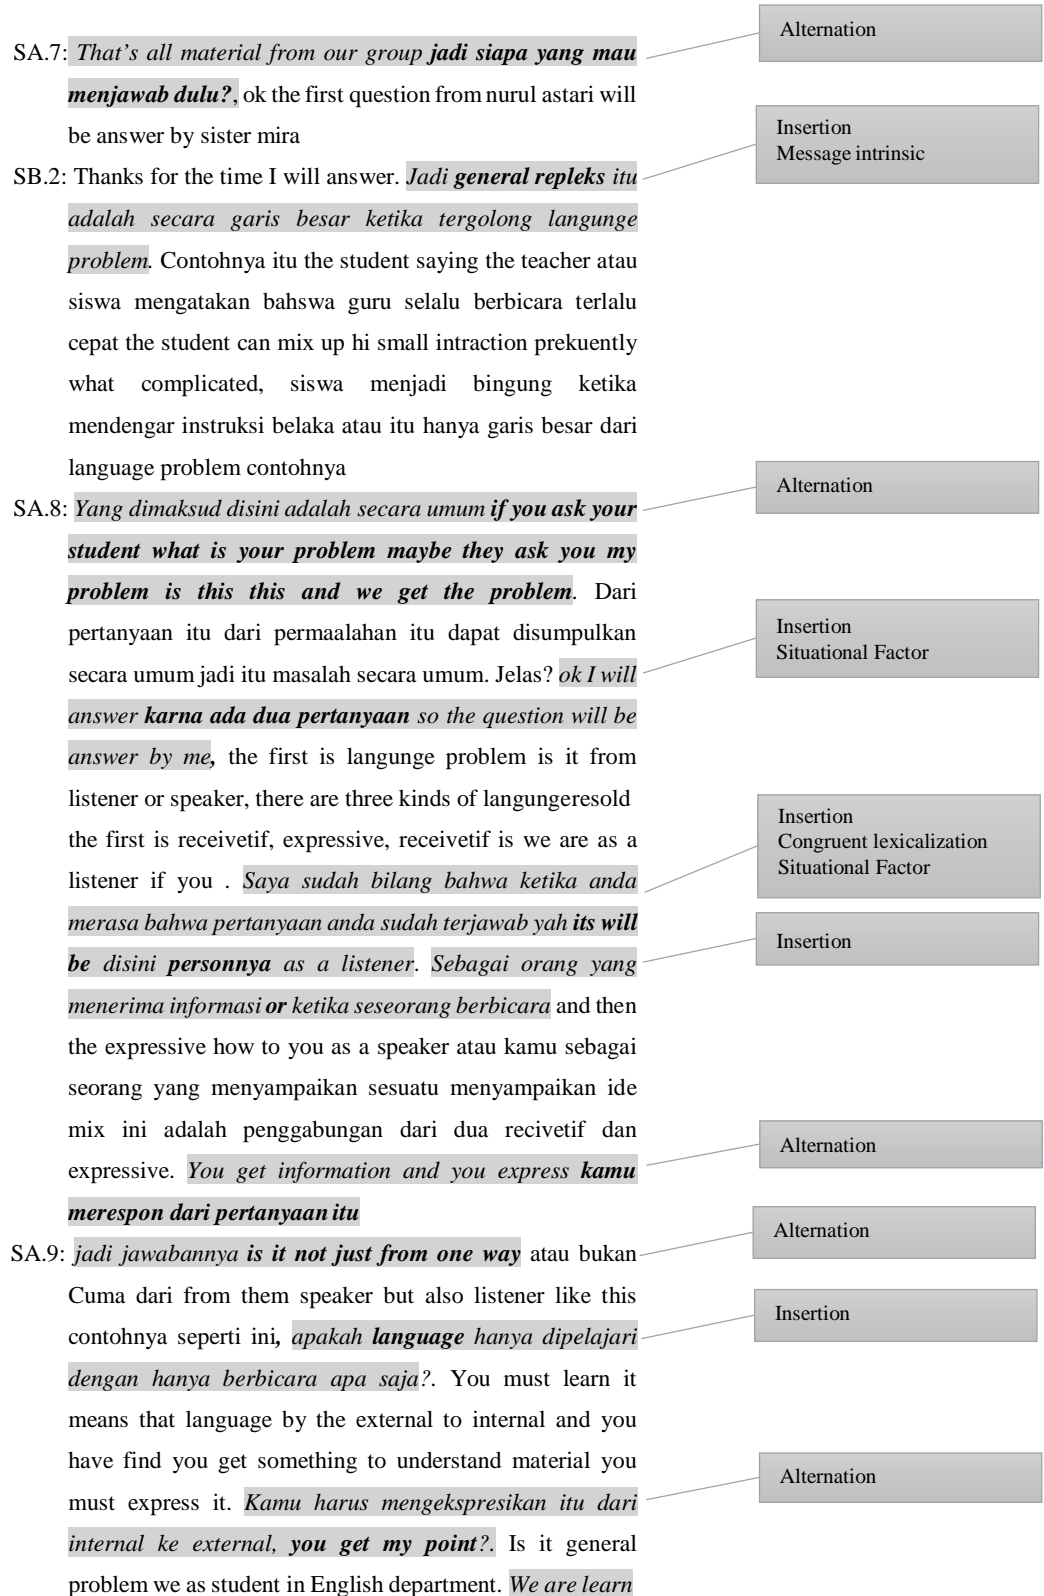 Alternation
SA.7: That's all material from our group jadi siapa yang mau
menjawab dulu?, ok the first question from nurul astari will
be answer by sister mira
Insertion
Message intrinsic
SB.2: Thanks for the time I will answer. Jadi general repleks itu
adalah secara garis besar ketika tergolong langunge
problem. Contohnya itu the student saying the teacher atau
siswa mengatakan bahswa guru selalu berbicara terlalu
cepat the student can mix up hi small intraction prekuently
what complicated, siswa menjadi bingung ketika
mendengar instruksi belaka atau itu hanya garis besar dari
language problem contohnya
Alternation
SA.8: Yang dimaksud disini adalah secara umum if you ask your
student what is your problem maybe they ask you my
problem is this this and we get the problem. Dari
pertanyaan itu dari permaalahan itu dapat disumpulkan
secara umum jadi itu masalah secara umum. Jelas? ok I will
Insertion
Situational Factor
answer karna ada dua pertanyaan so the question will be
answer by me, the first is langunge problem is it from
listener or speaker, there are three kinds of langungeresold
the first is receivetif, expressive, receivetif is we are as a
listener if you . Saya sudah bilang bahwa ketika anda
Insertion
Congruent lexicalization
Situational Factor
merasa bahwa pertanyaan anda sudah terjawab yah its will
be disini personnya as a listener. Sebagai orang yang
Insertion
menerima informasi or ketika seseorang berbicara and then
the expressive how to you as a speaker atau kamu sebagai
seorang yang menyampaikan sesuatu menyampaikan ide
mix ini adalah penggabungan dari dua recivetif dan
expressive. You get information and you express kamu
Alternation
merespon dari pertanyaan itu
Alternation
SA.9: jadi jawabannya is it not just from one way atau bukan
Cuma dari from them speaker but also listener like this
contohnya seperti ini, apakah language hanya dipelajari
Insertion
dengan hanya berbicara apa saja?. You must learn it
means that language by the external to internal and you
have find you get something to understand material you
must express it. Kamu harus mengekspresikan itu dari
Alternation
internal ke external, you get my point?. Is it general
problem we as student in English department. We are learn